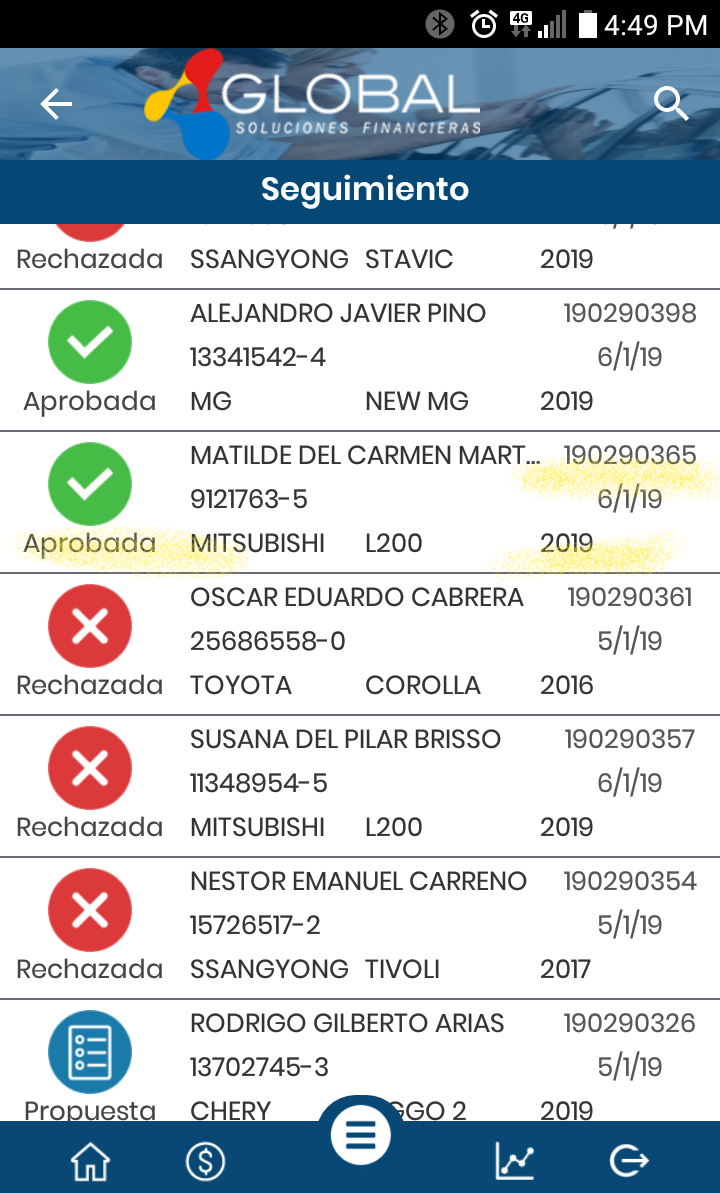 4G 4:49 PM
GLOBAL
SOLUCIONES FINANCIERAS
Seguimiento
Rechazada SSANGYONG STAVIC 2019
ALEJANDRO JAVIER PINO 190290398
13341542-4 6/1/19
Aprobada MG NEW MG 2019
MATILDE DEL CARMEN MART... 190290365
9121763-5 6/1/19
Aprobada MITSUBISHI L200 2019
OSCAR EDUARDO CABRERA 190290361
25686558-0 5/1/19
Rechazada TOYOTA COROLLA 2016
SUSANA DEL PILAR BRISSO 190290357
11348954-5 6/1/19
Rechazada MITSUBISHI L200 2019
NESTOR EMANUEL CARRENO 190290354
15726517-2 5/1/19
Rechazada SSANGYONG TIVOLI 2017
RODRIGO GILBERTO ARIAS 190290326
13702745-3 5/1/19
Propuesta CHERY GGO 2 2019